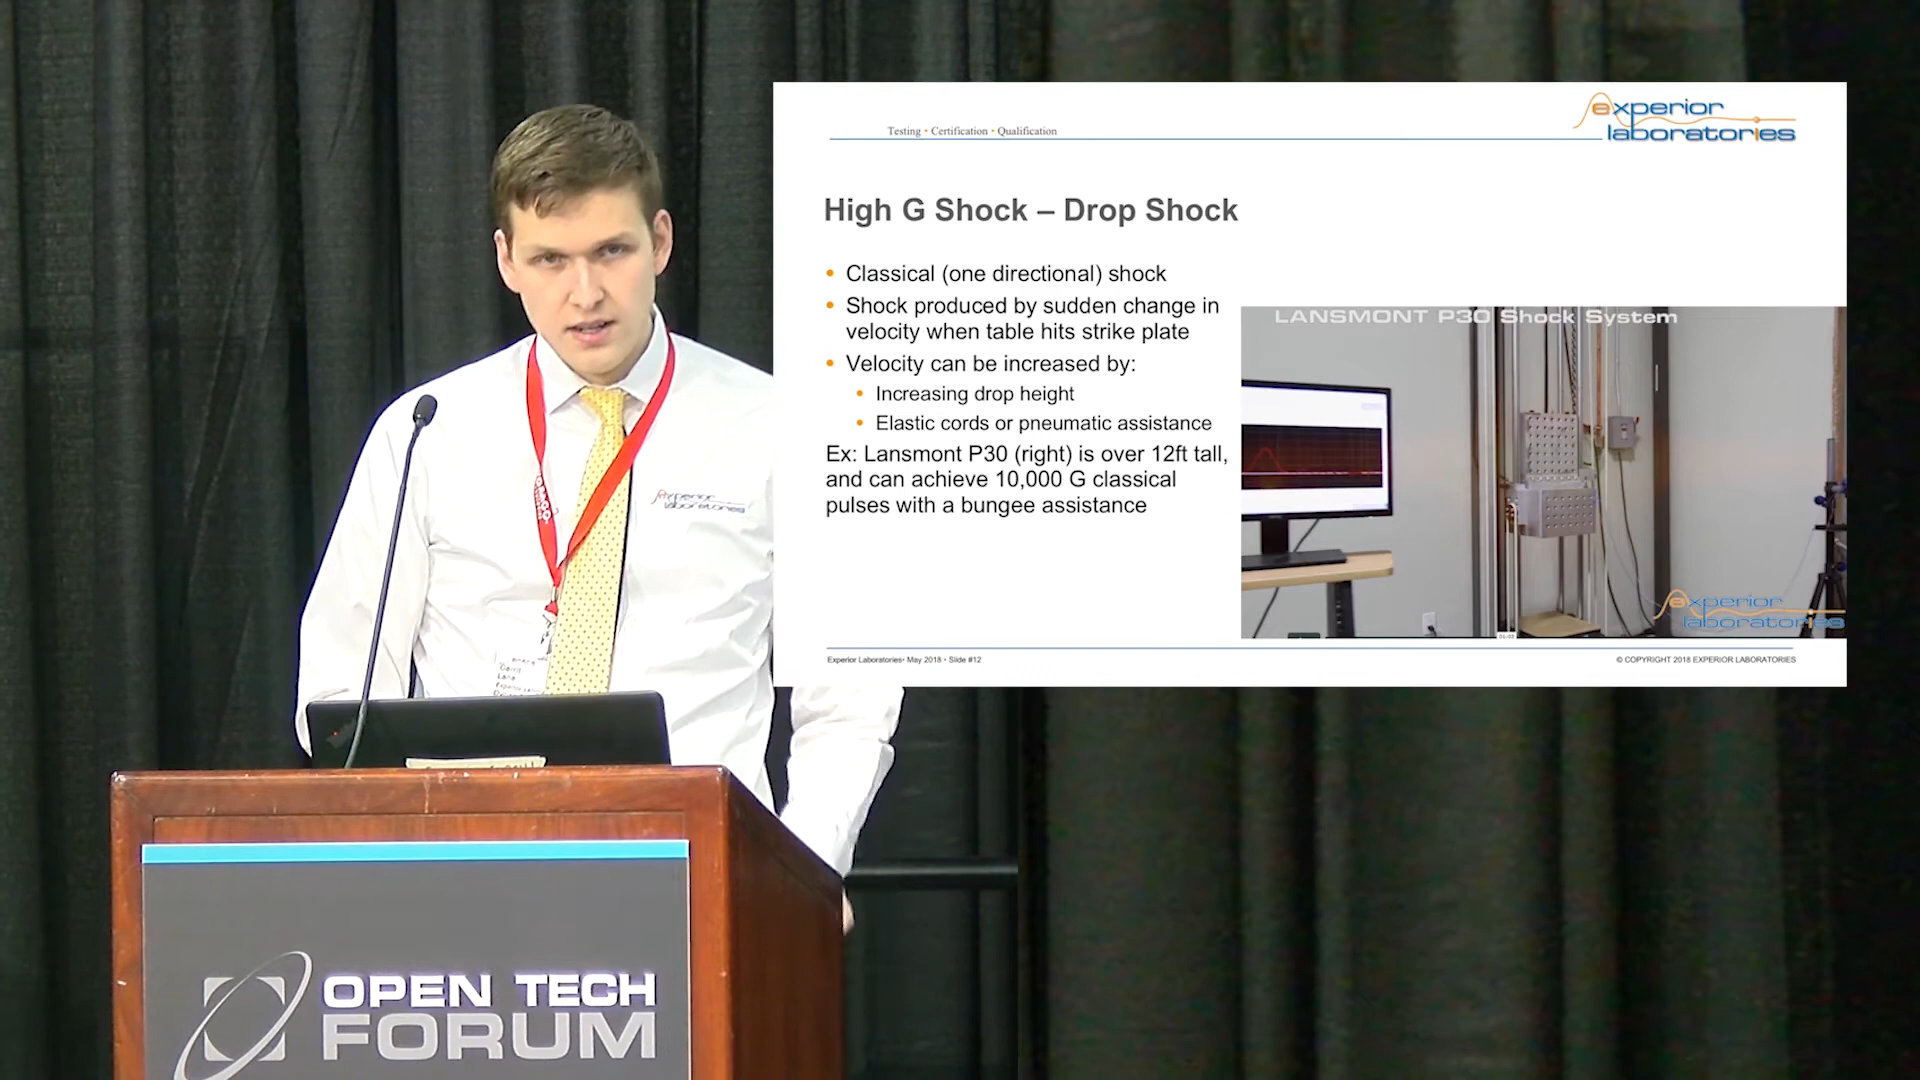 experior
laboratories
Testing • Certification • Qualification
High G Shock – Drop Shock
• Classical (one directional) shock
• Shock produced by sudden change in
velocity when table hits strike plate
• Velocity can be increased by:
• Increasing drop height
• Elastic cords or pneumatic assistance
Ex: Lansmont P30 (right) is over 12ft tall,
and can achieve 10,000 G classical
pulses with a bungee assistance
LANSMONT P30 Shock System
experior
laboratories
Experior Laboratories• May 2018 • Slide #12
© COPYRIGHT 2018 EXPERIOR LABORATORIES
experior
laboratories
OPEN TECH
FORUM